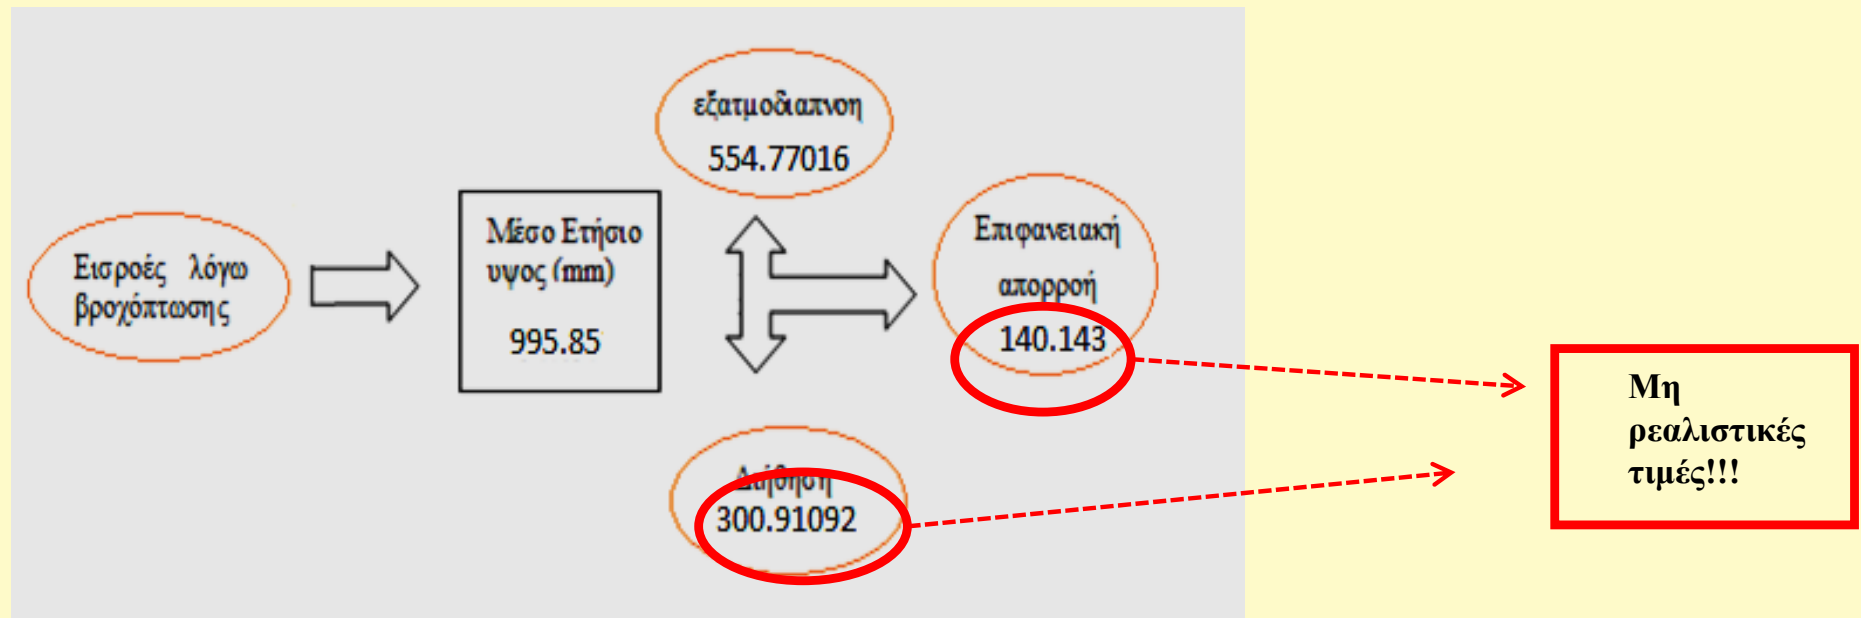 εξατμοδιαπνοη
554.77016
Εισροές λόγω
βροχόπτωσης
Μέσο Ετήσιο
υψος (mm)
995.85
Επιφανειακή
απορροή
140.143
Διήθηση
300.91092
Μη
ρεαλιστικές
τιμές!!!